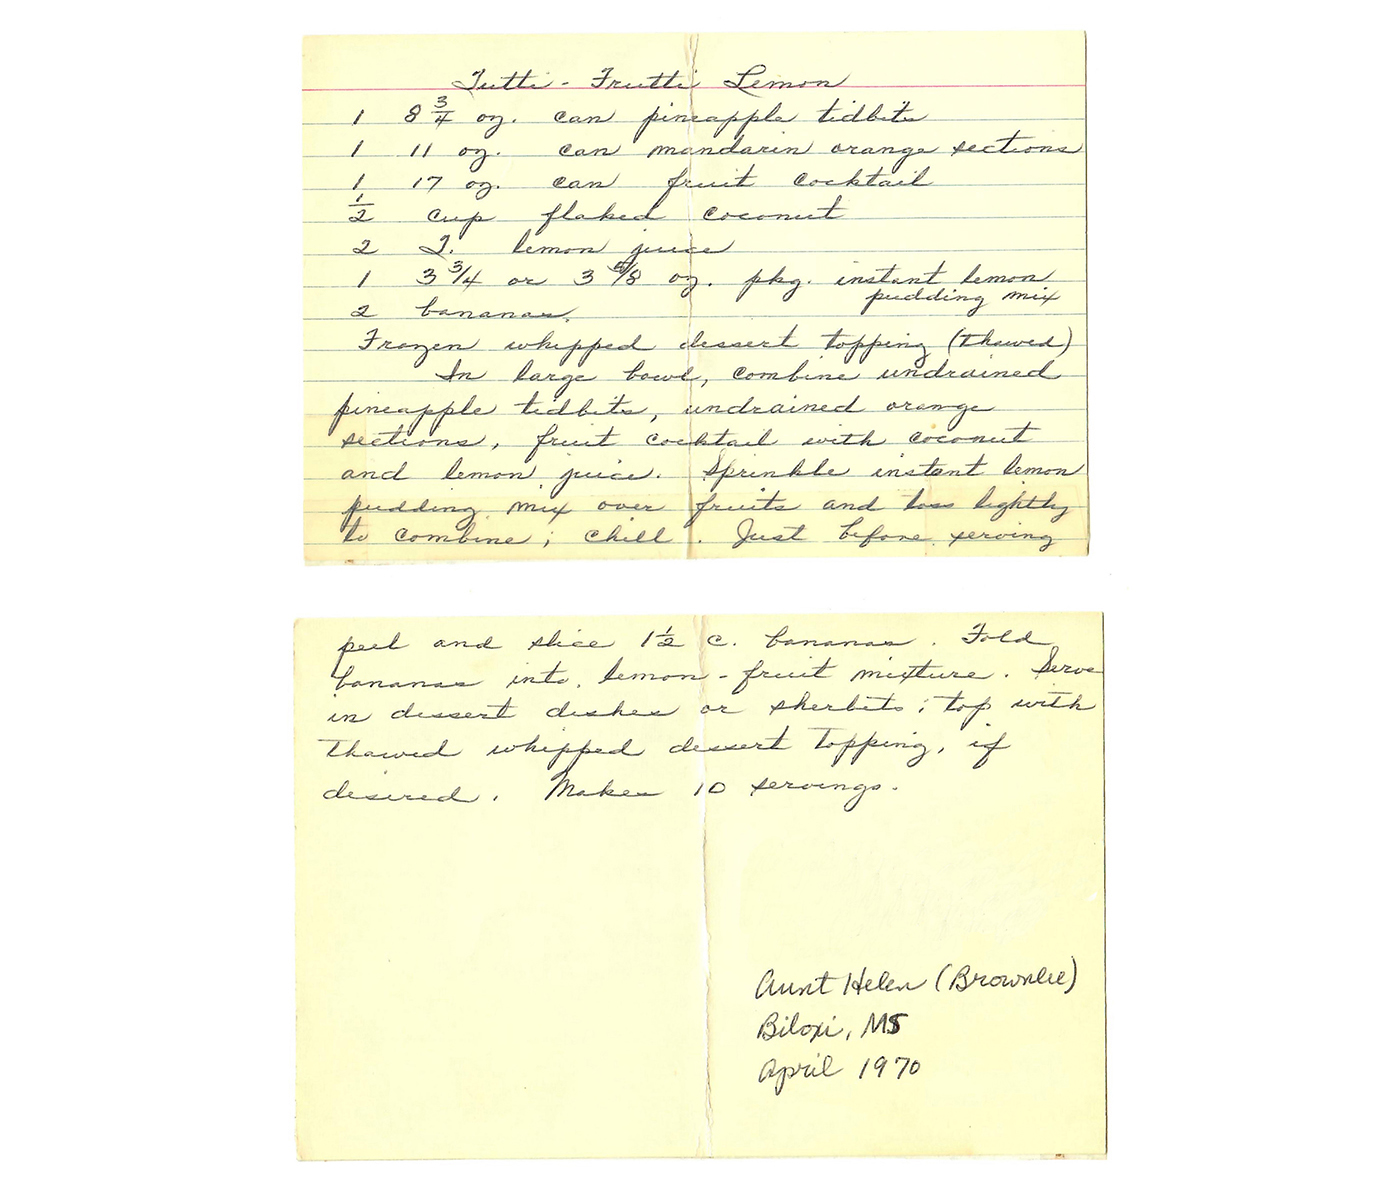 Tutti-Frutti Lemon
1 8 3/4 oz. can pineapple tidbits
1 11 oz. can mandarin orange sections
1 17 oz. can fruit cocktail
1/2 cup flaked coconut
2 T. lemon juice
1 3 3/4 or 3 5/8 oz. pkg. instant lemon
pudding mix
2 bananas.
Frozen whipped dessert topping (thawed)
In large bowl, combine undrained
pineapple tidbits, undrained orange
sections, fruit cocktail with coconut
and lemon juice. Sprinkle instant lemon
pudding mix over fruits and toss lightly
to combine; chill. Just before serving
peel and slice 1 1/2 c. bananas. Fold
bananas into lemon-fruit mixture. Serve
in dessert dishes or sherbits; top with
thawed whipped dessert topping, if
desired. Makes 10 servings.
Aunt Helen (Brownlee)
Biloxi, MS
April 1970